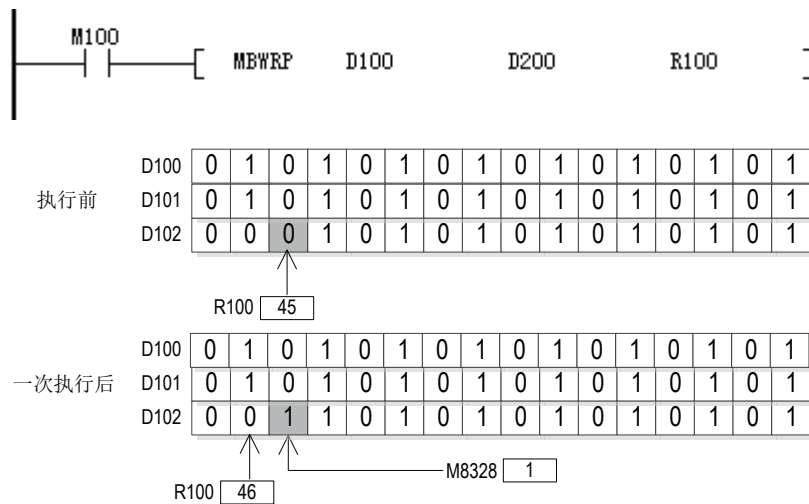 M100
MBWRP D100 D200 R100
D100 0 1 0 1 0 1 0 1 0 1 0 1 0 1 0 1
执行前 D101 0 1 0 1 0 1 0 1 0 1 0 1 0 1 0 1
D102 0 0 0 1 0 1 0 1 0 1 0 1 0 1 0 1
R100 45
D100 0 1 0 1 0 1 0 1 0 1 0 1 0 1 0 1
一次执行后 D101 0 1 0 1 0 1 0 1 0 1 0 1 0 1 0 1
D102 0 0 1 1 0 1 0 1 0 1 0 1 0 1 0 1
M8328 1
R100 46